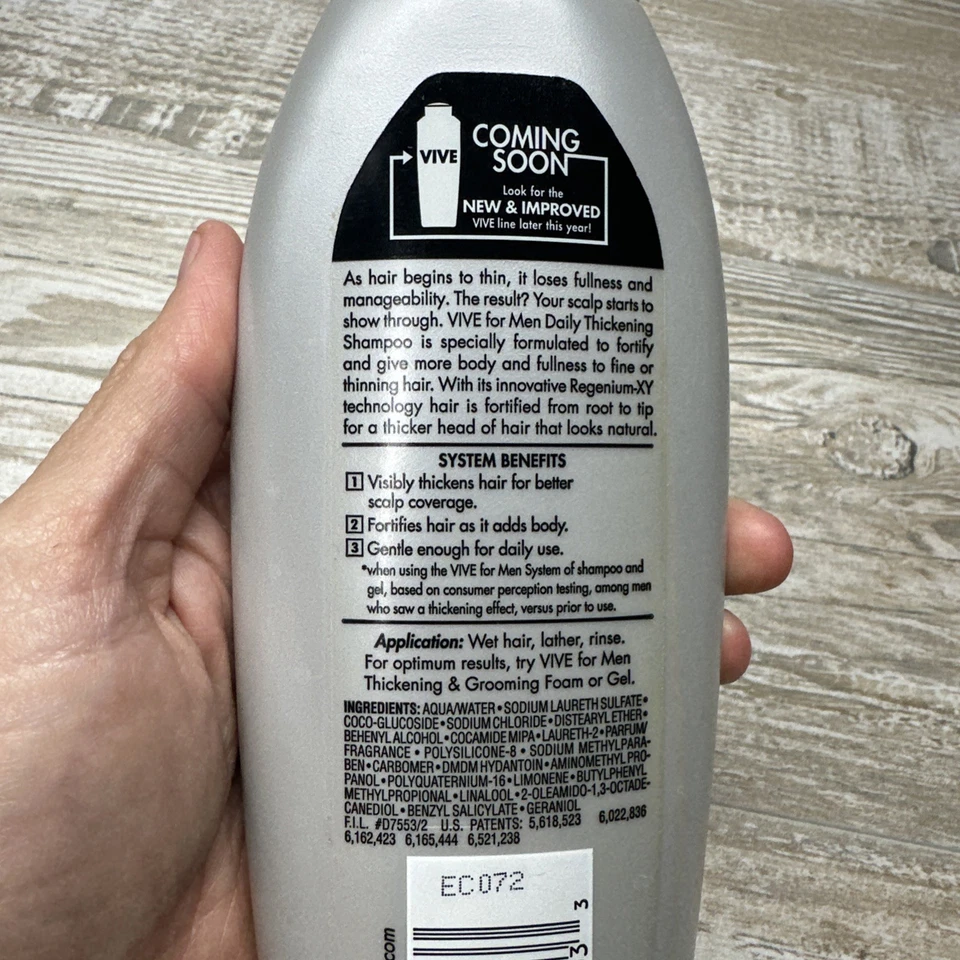 VIVE
COMING
SOON
Look for the
NEW & IMPROVED
VIVE line later this year!
As hair begins to thin, it loses fullness and
manageability. The result? Your scalp starts to
show through. VIVE for Men Daily Thickening
Shampoo is specially formulated to fortify
and give more body and fullness to fine or
thinning hair. With its innovative Regenium-XY
technology hair is fortified from root to tip
for a thicker head of hair that looks natural.
SYSTEM BENEFITS
1 Visibly thickens hair for better
scalp coverage.
2 Fortifies hair as it adds body.
3 Gentle enough for daily use.
*when using the VIVE for Men System of shampoo and
gel, based on consumer perception testing, among men
who saw a thickening effect, versus prior to use.
Application: Wet hair, lather, rinse.
For optimum results, try VIVE for Men
Thickening & Grooming Foam or Gel.
INGREDIENTS: AQUA/WATER • SODIUM LAURETH SULFATE •
COCO-GLUCOSIDE • SODIUM CHLORIDE • DISTEARYL ETHER •
BEHENYL ALCOHOL • COCAMIDE MIPA • LAURETH-2 • PARFUM/
FRAGRANCE • POLYSILICONE-8 • SODIUM METHYLPARA-
BEN • CARBOMER • DMDM HYDANTOIN • AMINOMETHYL PRO-
PANOL • POLYQUATERNIUM-16 • LIMONENE • BUTYLPHENYL
METHYLPROPIONAL • LINALOOL • 2-OLEAMIDO-1,3-OCTADE-
CANEDIOL • BENZYL SALICYLATE • GERANIOL
F.I.L. #D7553/2 U.S. PATENTS: 5,618,523 6,022,836
6,162,423 6,165,444 6,521,238
EC072
.com
3 3